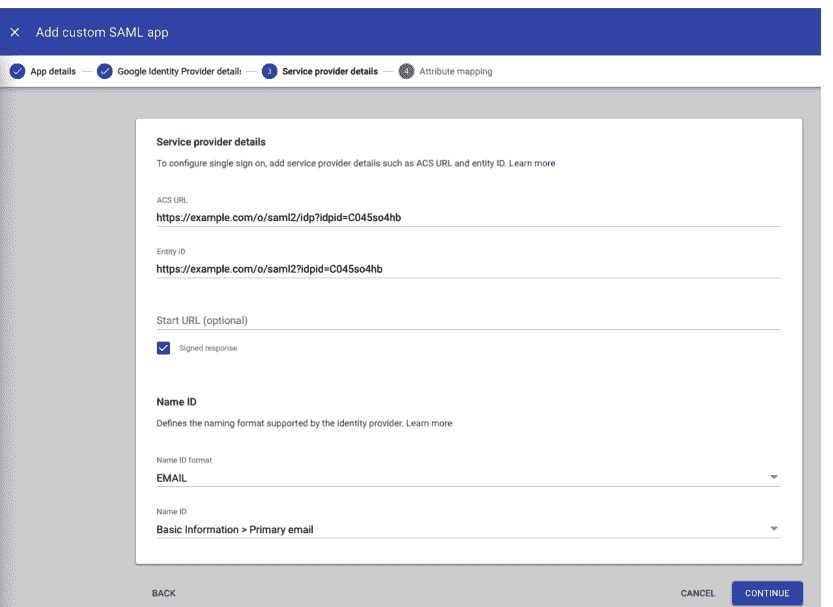 Add custom SAML app
App details
Google Identity Provider details
3 Service provider details
4 Attribute mapping
Service provider details
To configure single sign on, add service provider details such as ACS URL and entity ID. Learn more
ACS URL
https://example.com/o/saml2/idp?idpid=C045so4hb
Entity ID
https://example.com/o/saml2?idpid=C045so4hb
Start URL (optional)
Signed response
Name ID
Defines the naming format supported by the identity provider. Learn more
Name ID format
EMAIL
Name ID
Basic Information > Primary email
BACK
CANCEL
CONTINUE